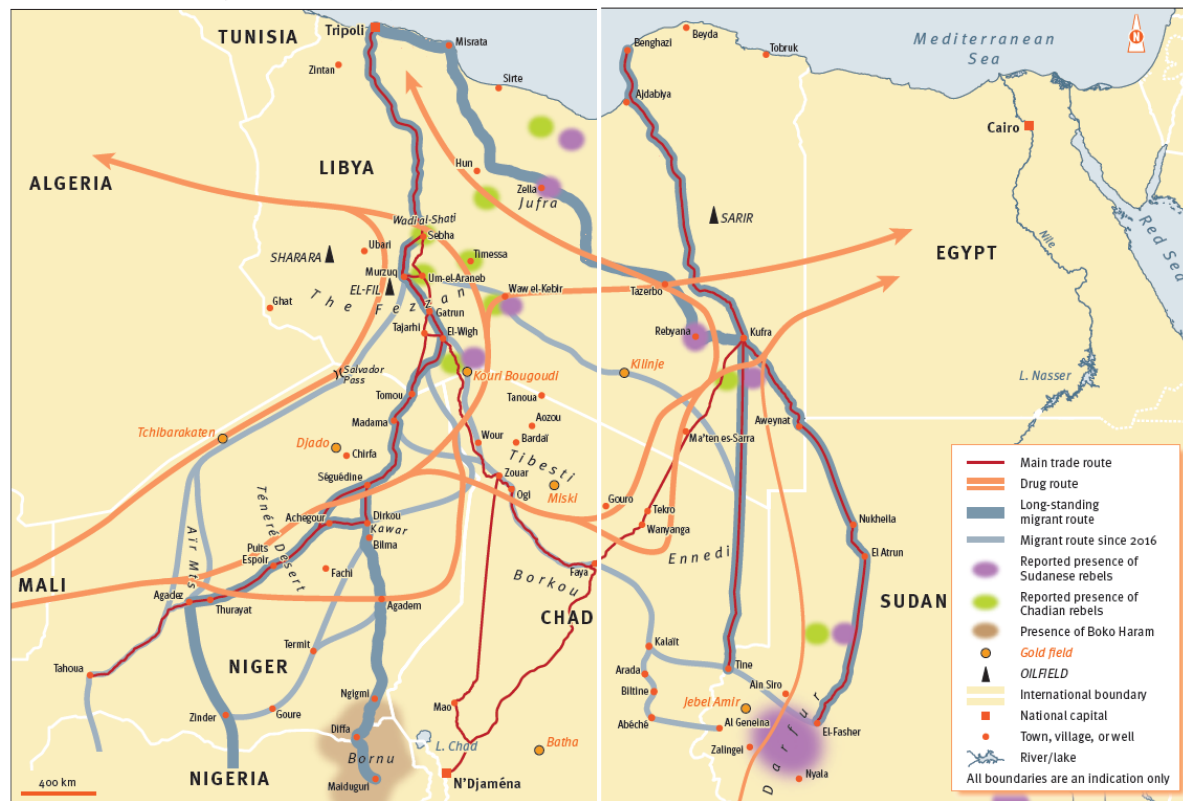 TUNISIA
Tripoli
Misrata
Zintan
Sirte
Benghazi
Beyda
Tobruk
Mediterranean
Sea
N
Ajdabiya
Cairo
LIBYA
ALGERIA
Hun
Zella
Jufra
Nile
Red Sea
Wadi al-Shati
Sebha
Ubari
SHARARA
Timessa
Murzuq
Um-el-Araneb
EL-FIL
The Fezzan
Waw el-Kebir
Ghat
Gatrun
Tajarhi
El-Wigh
SARIR
EGYPT
Tazerbo
Rebyana
Kufra
Salvador
Pass
Kouri Bougoudi
Kilinje
L. Nasser
Tomou
Tanoua
Madama
Aozou
Wour
Bardaï
Tchibarakaten
Djado
Chirfa
Tibesti
Zouar
Miski
Ogi
Aweynat
Ma'ten es-Sarra
Séguédine
Gouro
Tekro
Wanyanga
Achegour
Dirkou
Kawar
Bilma
Ténéré Desert
Aïr Mts
Puits
Espoir
Fachi
Nukheila
El Atrun
Ennedi
Borkou
Faya
MALI
Agadez
Thurayat
Agadem
CHAD
SUDAN
Termit
NIGER
Tahoua
Kalaït
Arada
Biltine
Abéché
Tine
Ain Siro
Jebel Amir
Al Geneina
Zalingei
Nyala
El-Fasher
Darfur
Ngigmi
Mao
Zinder
Goure
Diffa
L. Chad
Bornu
Batha
NIGERIA
Maiduguri
N'Djaména
400 km
Main trade route
Drug route
Long-standing
migrant route
Migrant route since 2016
Reported presence of
Sudanese rebels
Reported presence of
Chadian rebels
Presence of Boko Haram
Gold field
OILFIELD
International boundary
National capital
Town, village, or well
River/lake
All boundaries are an indication only